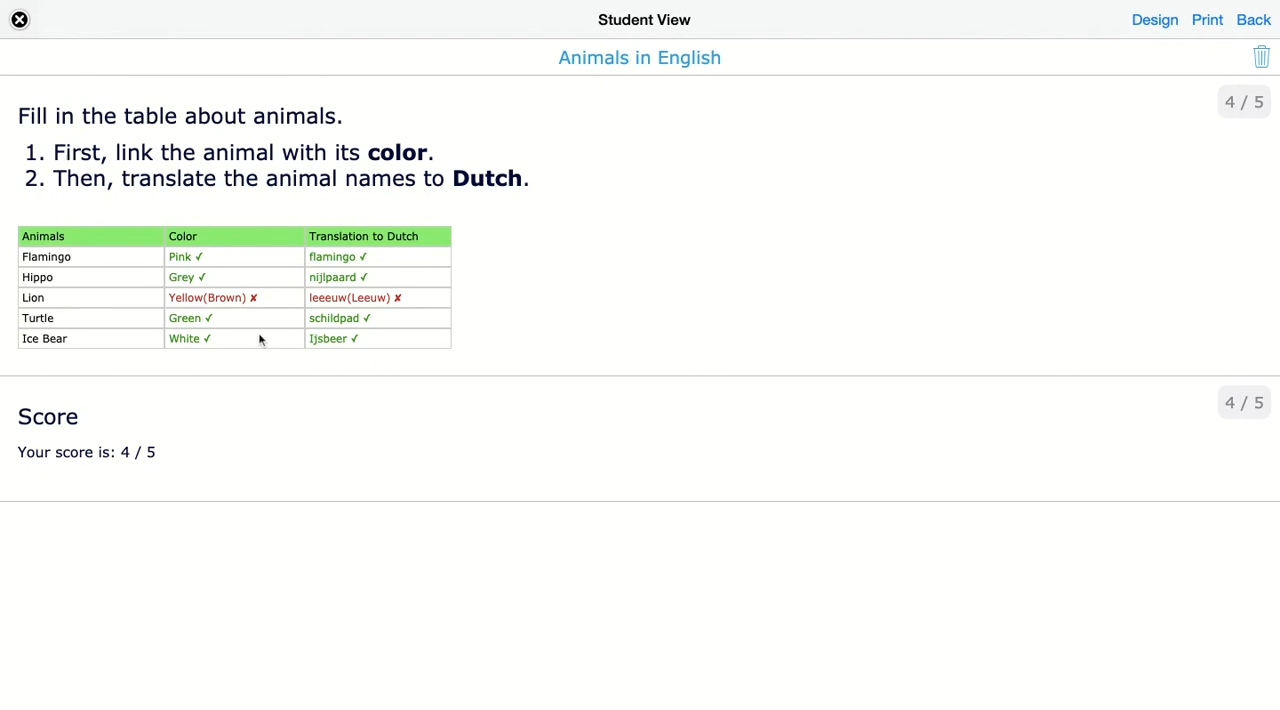 Student View
Design Print Back
Animals in English
4 / 5
Fill in the table about animals.
1. First, link the animal with its color.
2. Then, translate the animal names to Dutch.
Animals Color Translation to Dutch
Flamingo Pink ✓ flamingo ✓
Hippo Grey ✓ nijlpaard ✓
Lion Yellow(Brown) ✘ leeeuw(Leeuw) ✘
Turtle Green ✓ schildpad ✓
Ice Bear White ✓ Ijsbeer ✓
4 / 5
Score
Your score is: 4 / 5